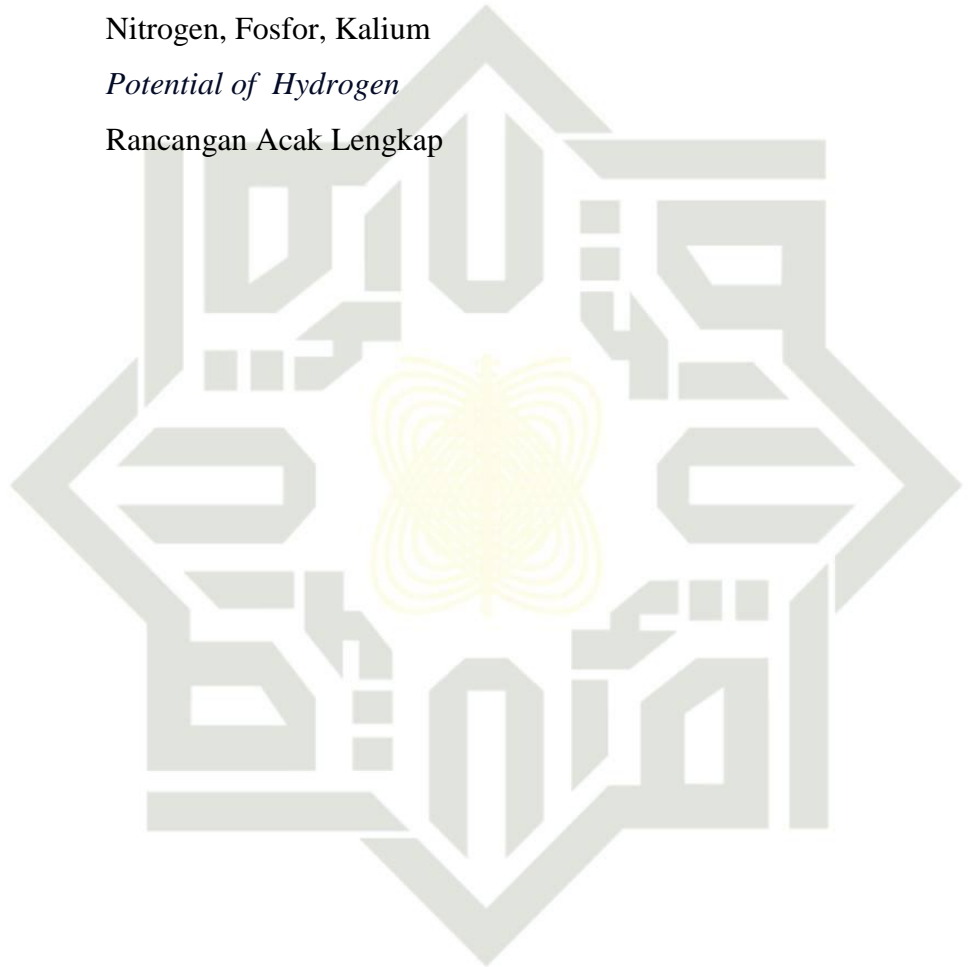 Nitrogen, Fosfor, Kalium
Potential of Hydrogen
Rancangan Acak Lengkap